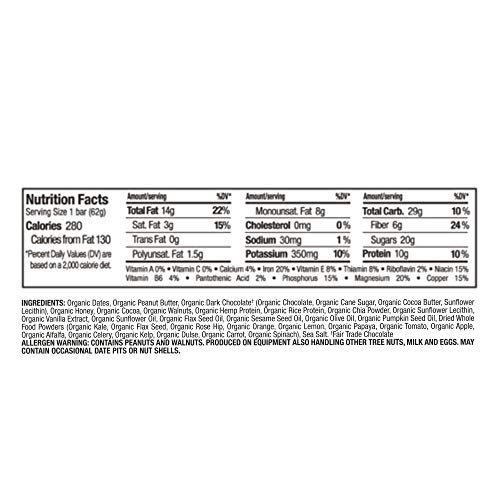 Nutrition Facts
Serving Size 1 bar (62g)
Calories 280
Calories from Fat 130
*Percent Daily Values (DV) are
based on a 2,000 calorie diet.
Amount/serving %DV*
Total Fat 14g 22%
Sat. Fat 3g 15%
Trans Fat 0g
Polyunsat. Fat 1.5g
Amount/serving %DV*
Monounsat. Fat 8g
Cholesterol 0mg 0%
Sodium 30mg 1%
Potassium 350mg 10%
Amount/serving %DV*
Total Carb. 29g 10%
Fiber 6g 24%
Sugars 20g
Protein 10g 10%
Vitamin A 0% • Vitamin C 0% • Calcium 4% • Iron 20% • Vitamin E 8% • Thiamin 8% • Riboflavin 2% • Niacin 15%
Vitamin B6 4% • Pantothenic Acid 2% • Phosphorus 15% • Magnesium 20% • Copper 15%
INGREDIENTS: Organic Dates, Organic Peanut Butter, Organic Dark Chocolate¹ (Organic Chocolate, Organic Cane Sugar, Organic Cocoa Butter, Sunflower
Lecithin), Organic Honey, Organic Cocoa, Organic Walnuts, Organic Hemp Protein, Organic Rice Protein, Organic Chia Powder, Organic Sunflower Lecithin,
Organic Vanilla Extract, Organic Sunflower Oil, Organic Flax Seed Oil, Organic Sesame Seed Oil, Organic Olive Oil, Organic Pumpkin Seed Oil, Dried Whole
Food Powders (Organic Kale, Organic Flax Seed, Organic Rose Hip, Organic Orange, Organic Lemon, Organic Papaya, Organic Tomato, Organic Apple,
Organic Alfalfa, Organic Celery, Organic Kelp, Organic Dulse, Organic Carrot, Organic Spinach), Sea Salt. ¹Fair Trade Chocolate
ALLERGEN WARNING: CONTAINS PEANUTS AND WALNUTS. PRODUCED ON EQUIPMENT ALSO HANDLING OTHER TREE NUTS, MILK AND EGGS. MAY
CONTAIN OCCASIONAL DATE PITS OR NUT SHELLS.